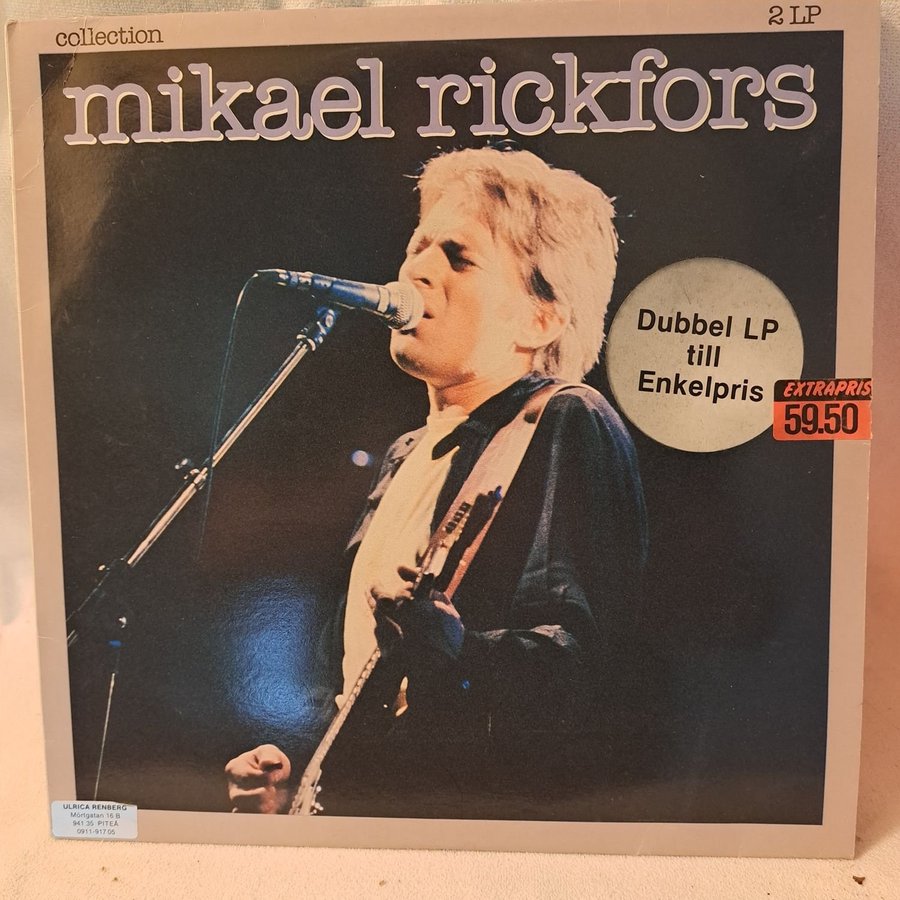 collection
2 LP
mikael rickfors
Dubbel LP
till
Enkelpris
EXTRAPRIS
59.50
ULRICA RENBERG
Mörtgatan 16 B
941 35 PITEÅ
0911-917 05